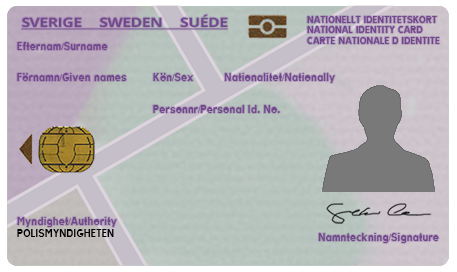 SVERIGE SWEDEN SUÉDE
NATIONELLT IDENTITETSKORT
NATIONAL IDENTITY CARD
CARTE NATIONALE D IDENTITE
Efternam/Surname
Förnamn/Given names Kön/Sex Nationalitet/Nationally
Personnr/Personal Id. No.
Myndighet/Authority
POLISMYNDIGHETEN
Namnteckning/Signature